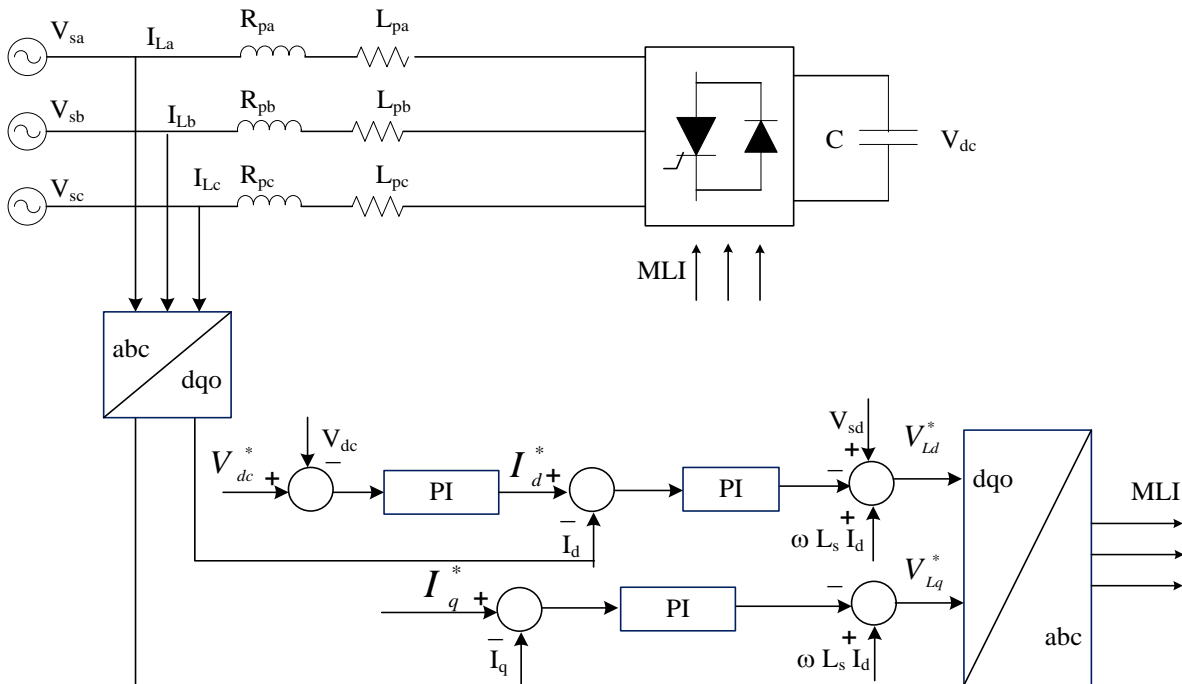 V_sa
I_La
R_pa
L_pa
V_sb
I_Lb
R_pb
L_pb
V_sc
I_Lc
R_pc
L_pc
C
V_dc
MLI
abc
dqo
V_dc^*
+
V_dc
−
PI
I_d^*
+
−
I_d
PI
−
V_sd
+
+
ω L_s I_d
V_Ld^*
dqo
MLI
I_q^*
+
−
I_q
PI
−
+
ω L_s I_d
V_Lq^*
abc